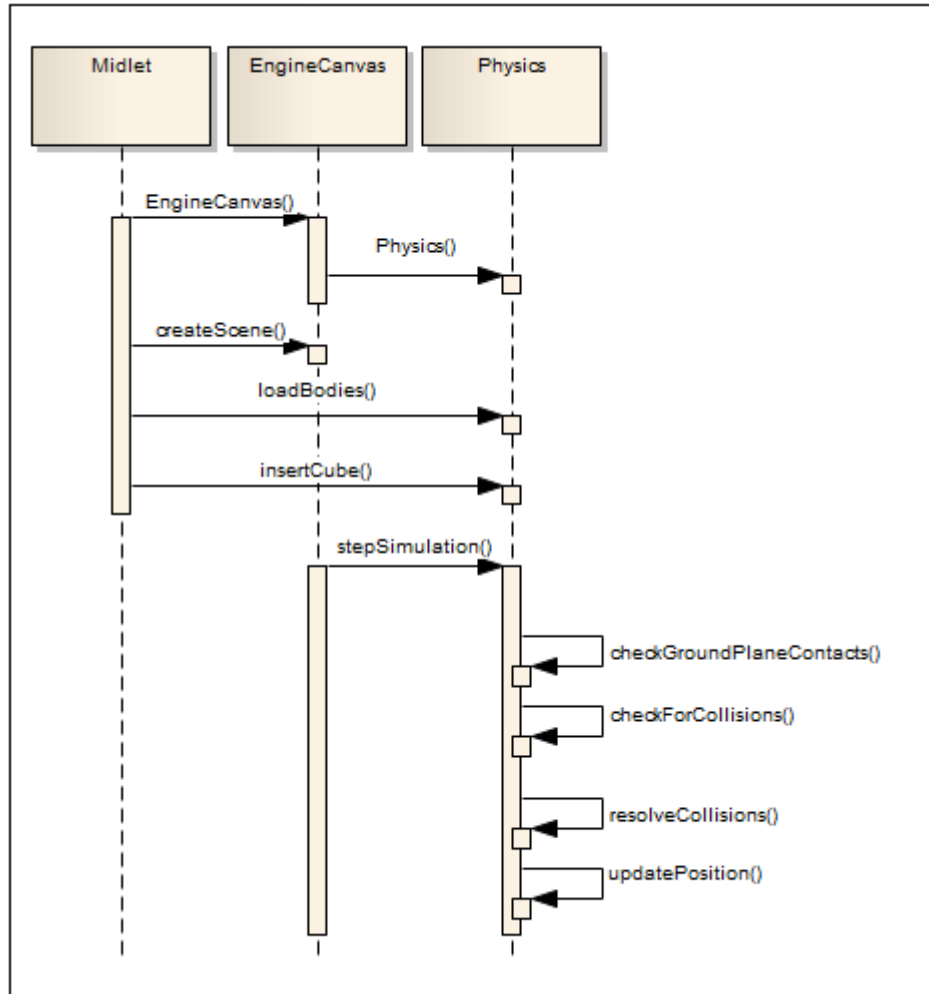 Midlet
EngineCanvas
Physics
EngineCanvas()
Physics()
createScene()
loadBodies()
insertCube()
stepSimulation()
checkGroundPlaneContacts()
checkForCollisions()
resolveCollisions()
updatePosition()